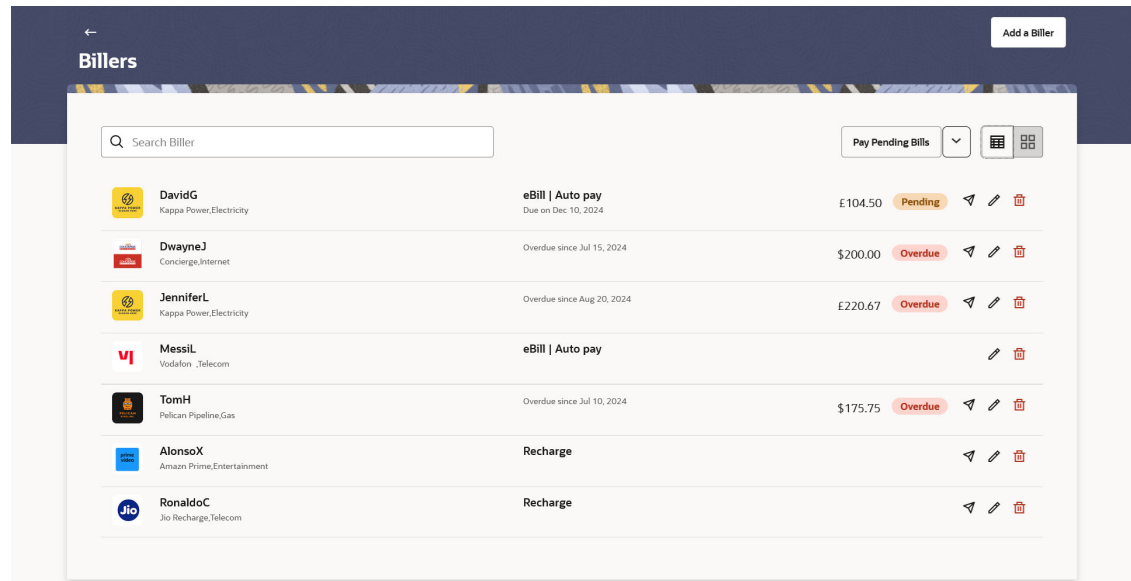 Add a Biller
Billers
Search Biller
Pay Pending Bills
DavidG
Kappa Power,Electricity
eBill | Auto pay
Due on Dec 10, 2024
£104.50
Pending
DwayneJ
Concierge,Internet
Overdue since Jul 15, 2024
$200.00
Overdue
JenniferL
Kappa Power,Electricity
Overdue since Aug 20, 2024
£220.67
Overdue
MessiL
Vodafon ,Telecom
eBill | Auto pay
TomH
Pelican Pipeline,Gas
Overdue since Jul 10, 2024
$175.75
Overdue
prime
video
AlonsoX
Amazn Prime,Entertainment
Recharge
Jio
RonaldoC
Jio Recharge,Telecom
Recharge